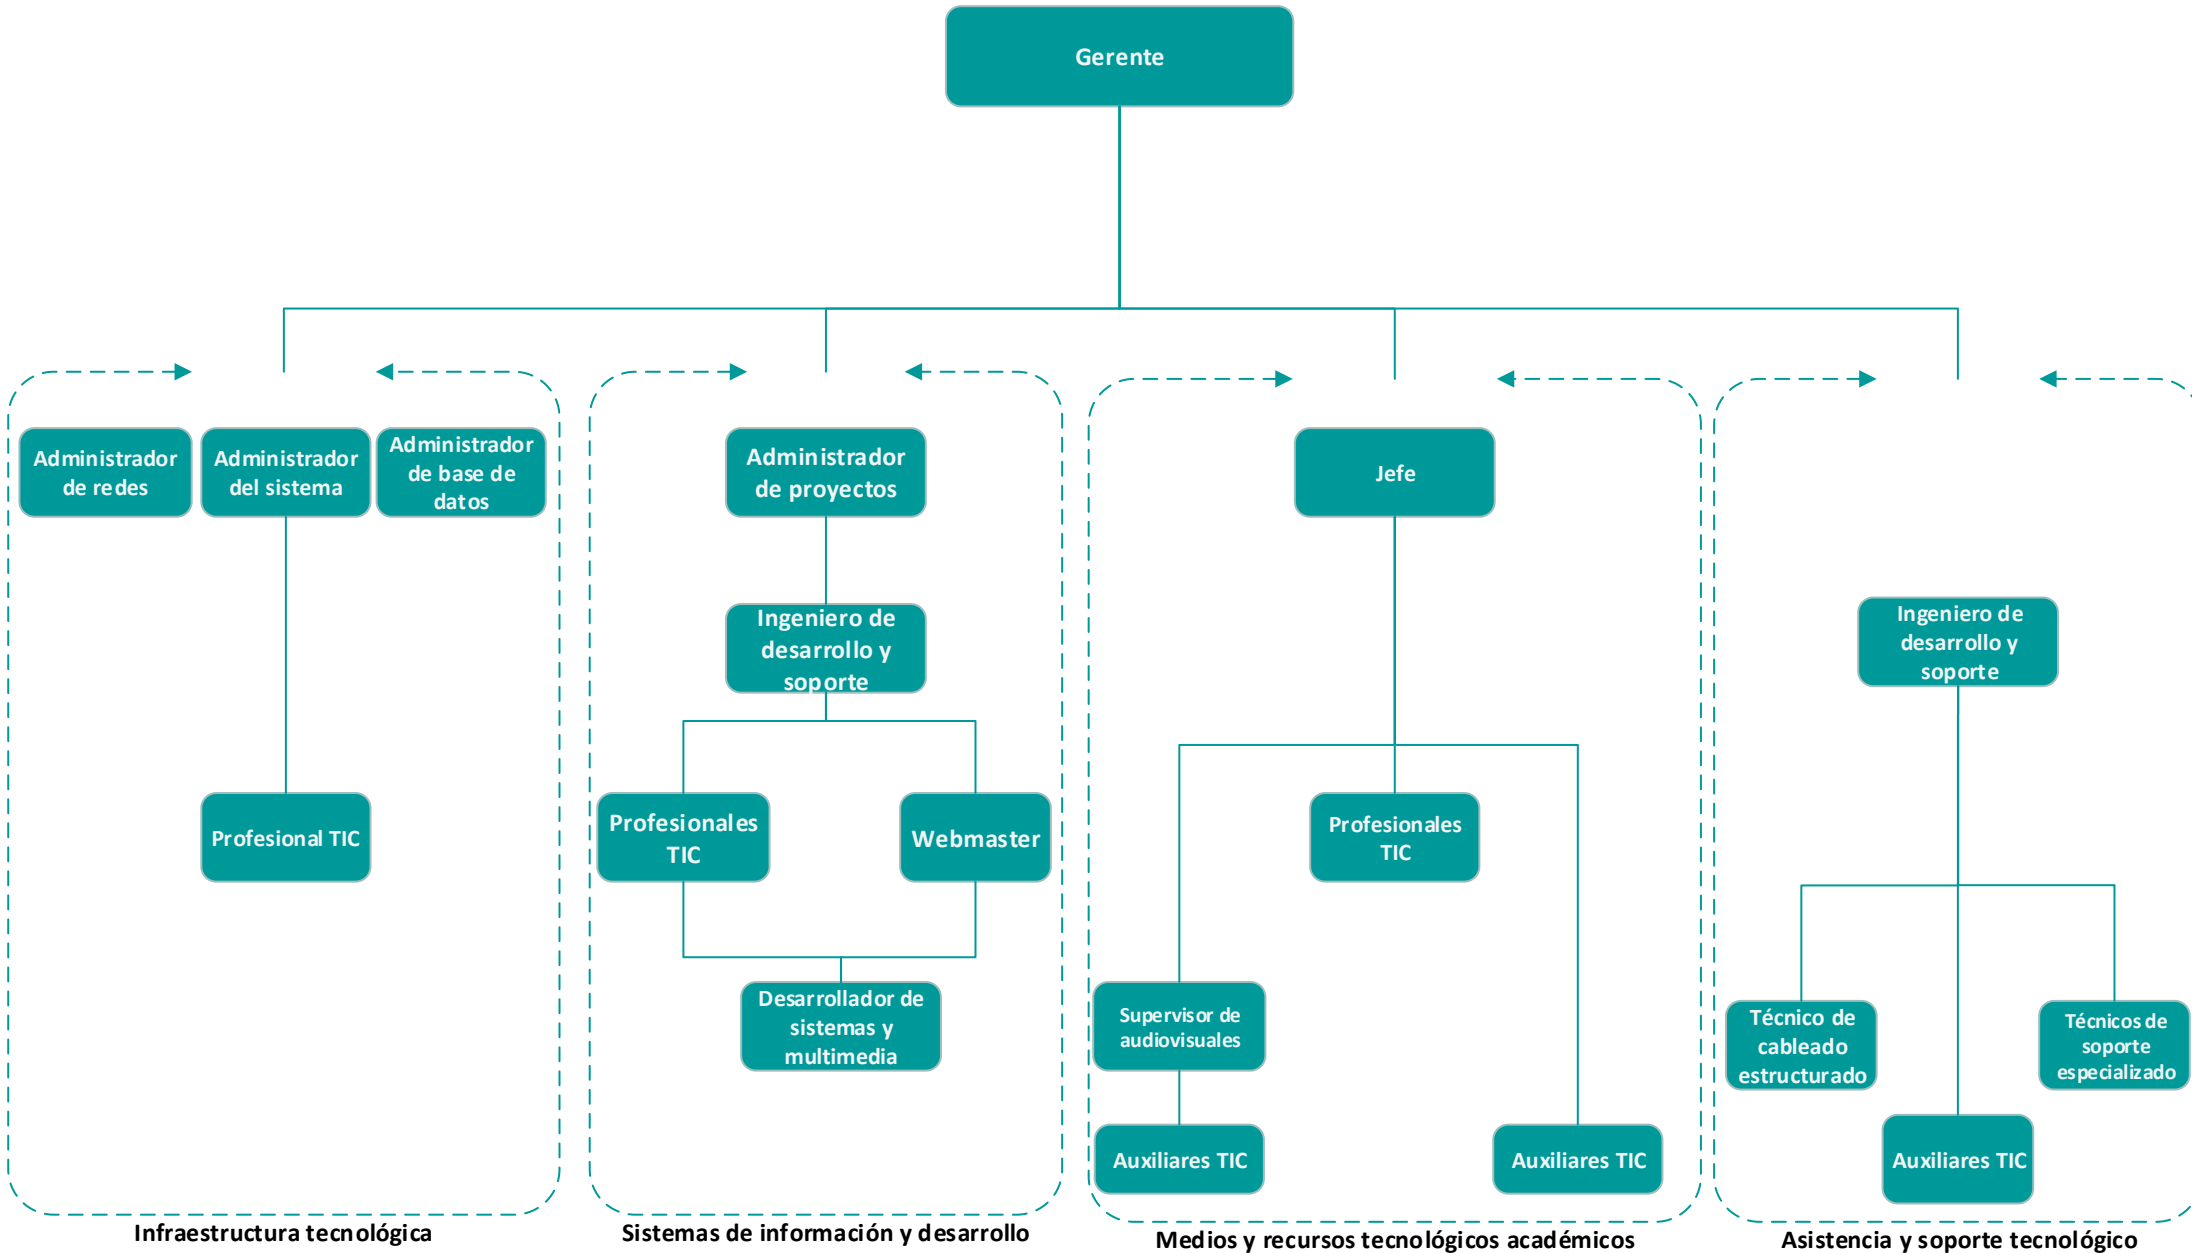 Gerente
Administrador
de redes
Administrador
del sistema
Administrador
de base de
datos
Profesional TIC
Infraestructura tecnológica
Administrador
de proyectos
Ingeniero de
desarrollo y
soporte
Profesionales
TIC
Webmaster
Desarrollador de
sistemas y
multimedia
Sistemas de información y desarrollo
Jefe
Profesionales
TIC
Supervisor de
audiovisuales
Auxiliares TIC
Auxiliares TIC
Medios y recursos tecnológicos académicos
Ingeniero de
desarrollo y
soporte
Técnico de
cableado
estructurado
Técnicos de
soporte
especializado
Auxiliares TIC
Asistencia y soporte tecnológico